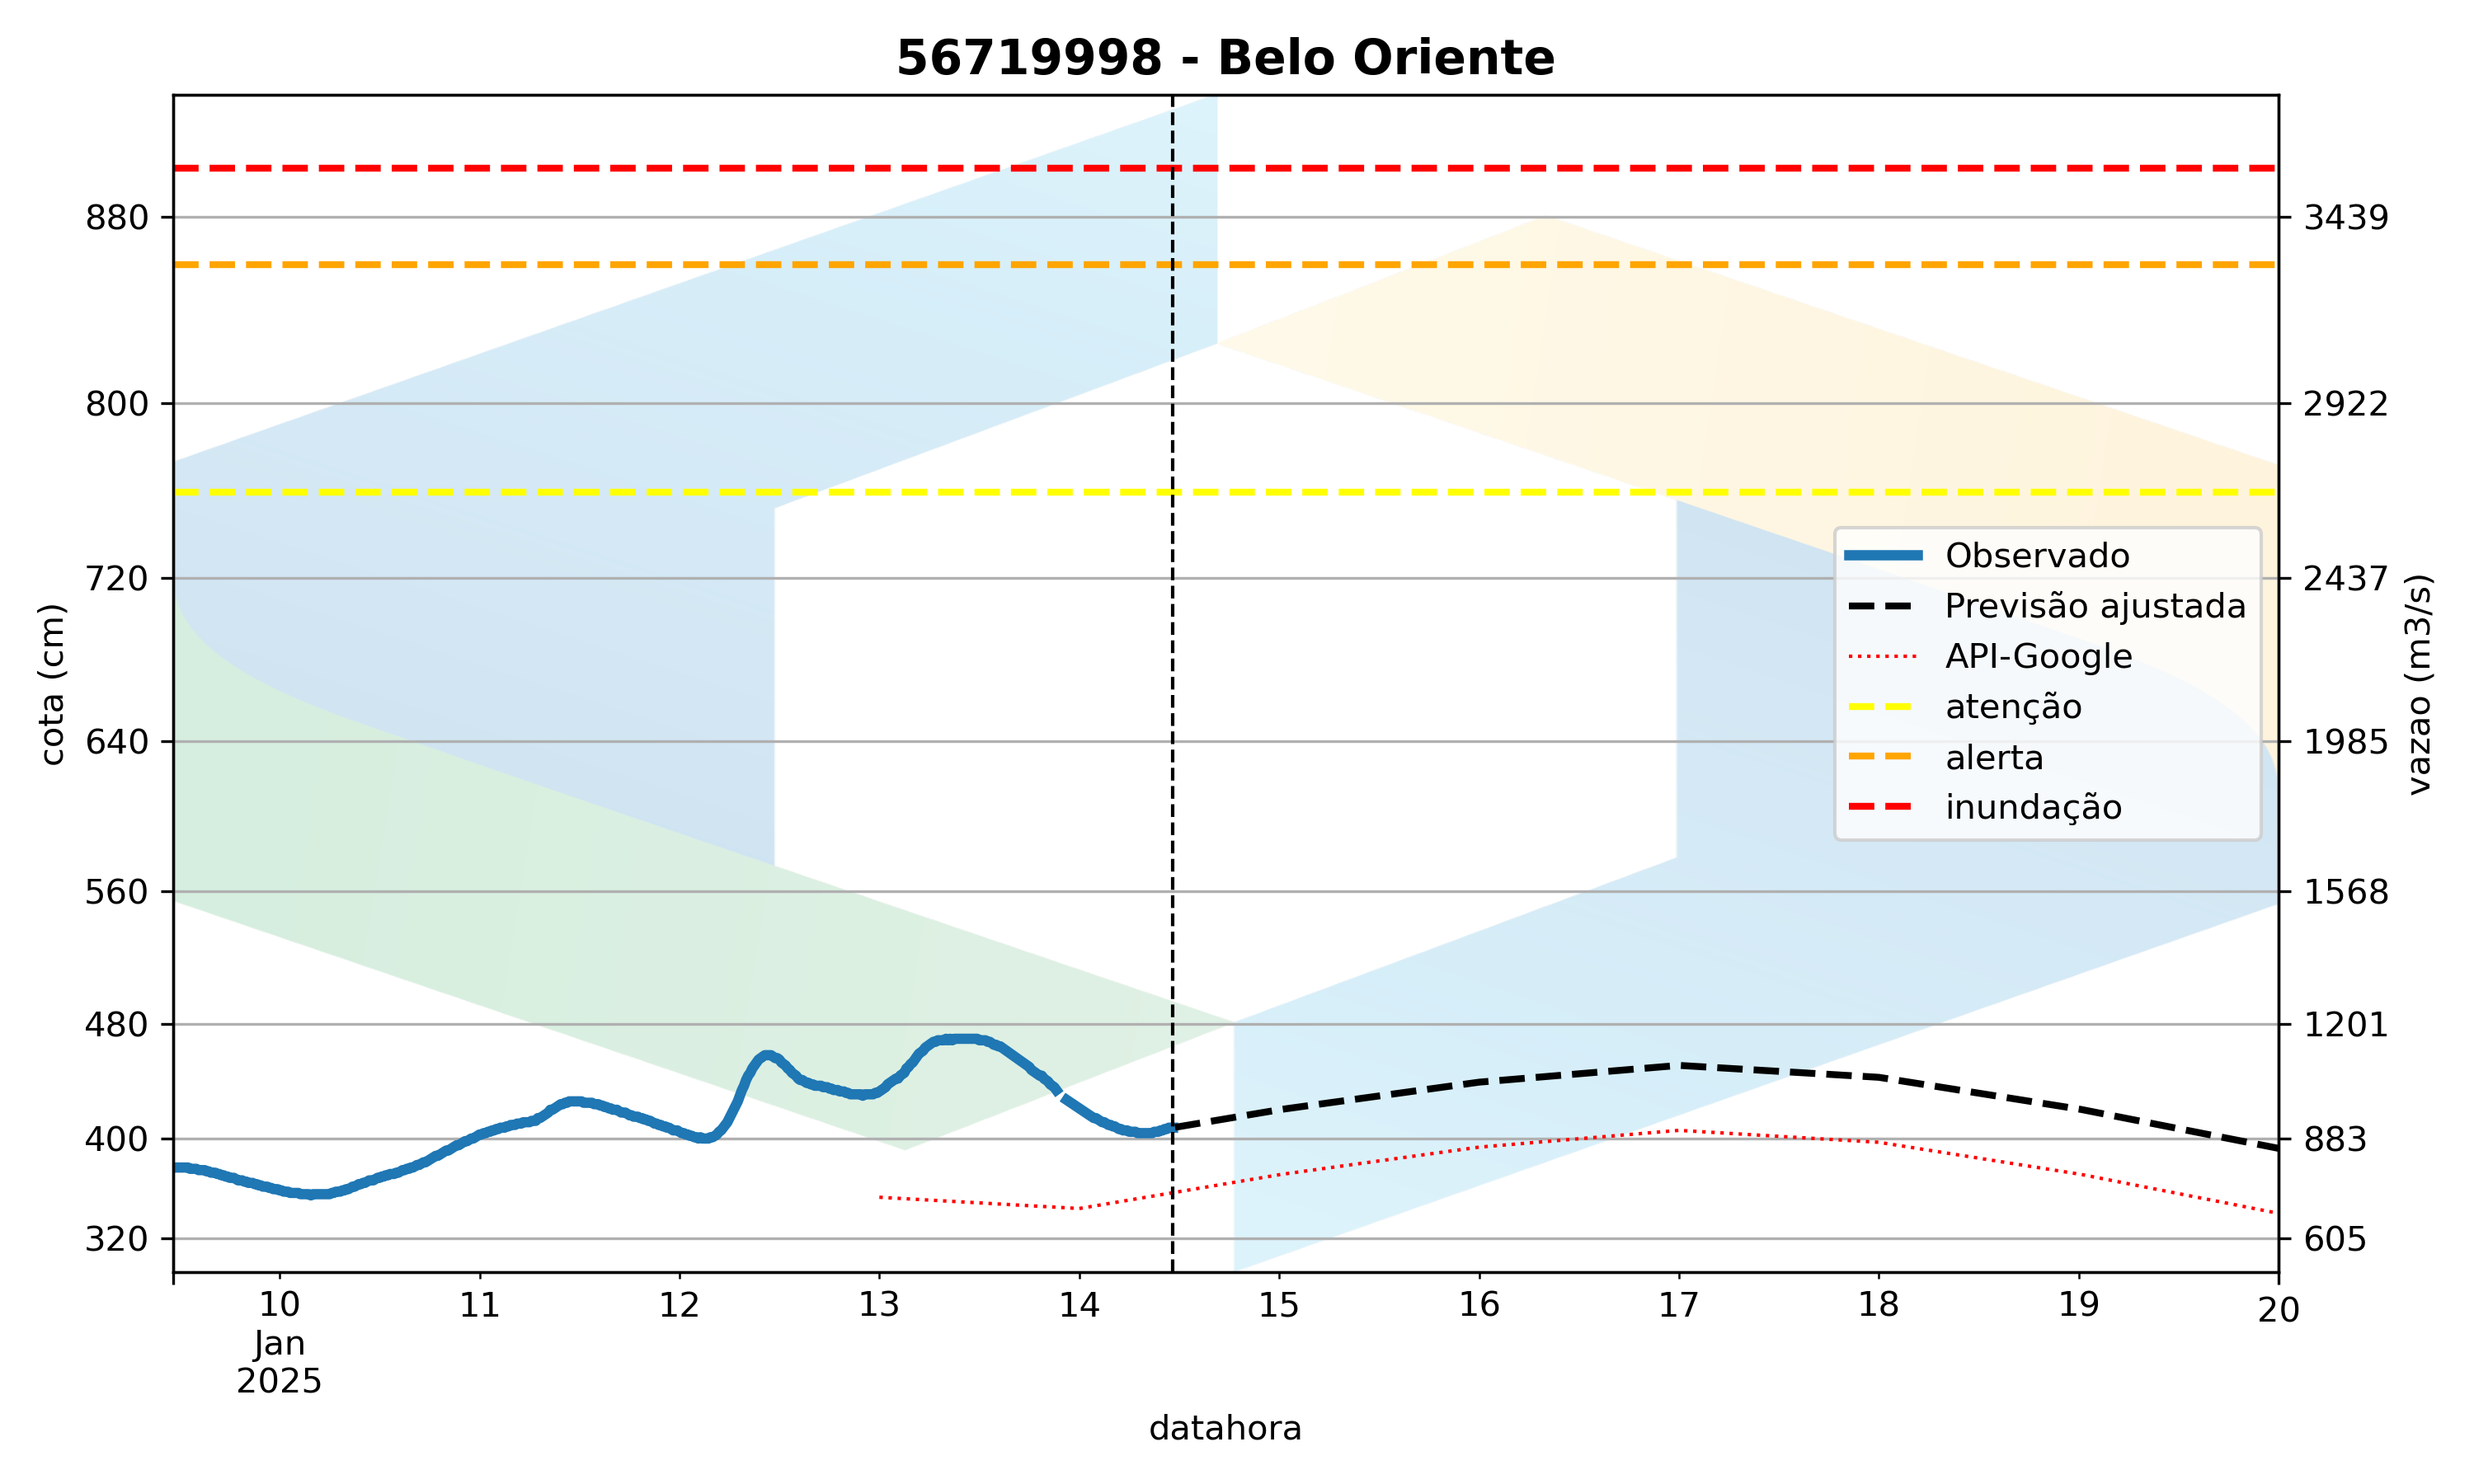 56719998 - Belo Oriente
880
800
720
640
560
480
400
320
cota (cm)
3439
2922
2437
1985
1568
1201
883
605
vazao (m3/s)
Observado
Previsão ajustada
API-Google
atenção
alerta
inundação
10 11 12 13 14 15 16 17 18 19 20
Jan
2025
datahora